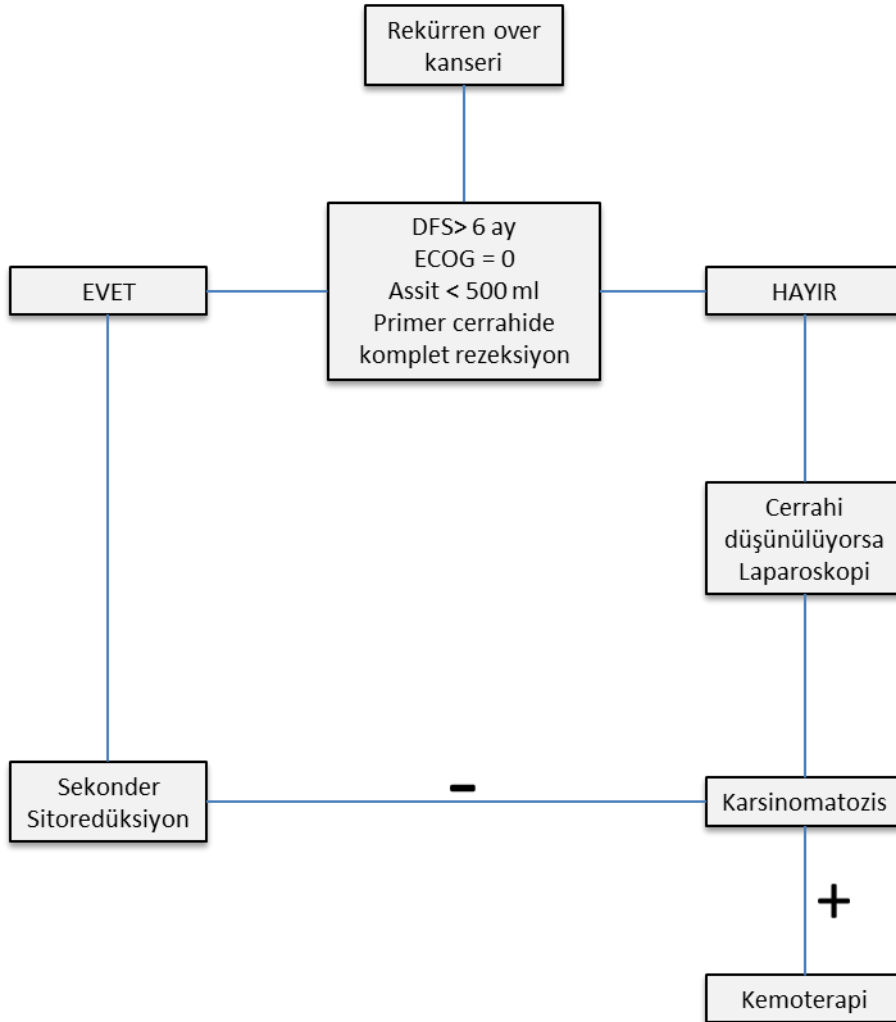 Rekürren over
kanseri
DFS> 6 ay
ECOG = 0
Assit < 500 ml
Primer cerrahide
komplet rezeksiyon
EVET
HAYIR
Cerrahi
düşünülüyorsa
Laparoskopi
Sekonder
Sitoredüksiyon
-
Karsinomatozis
+
Kemoterapi